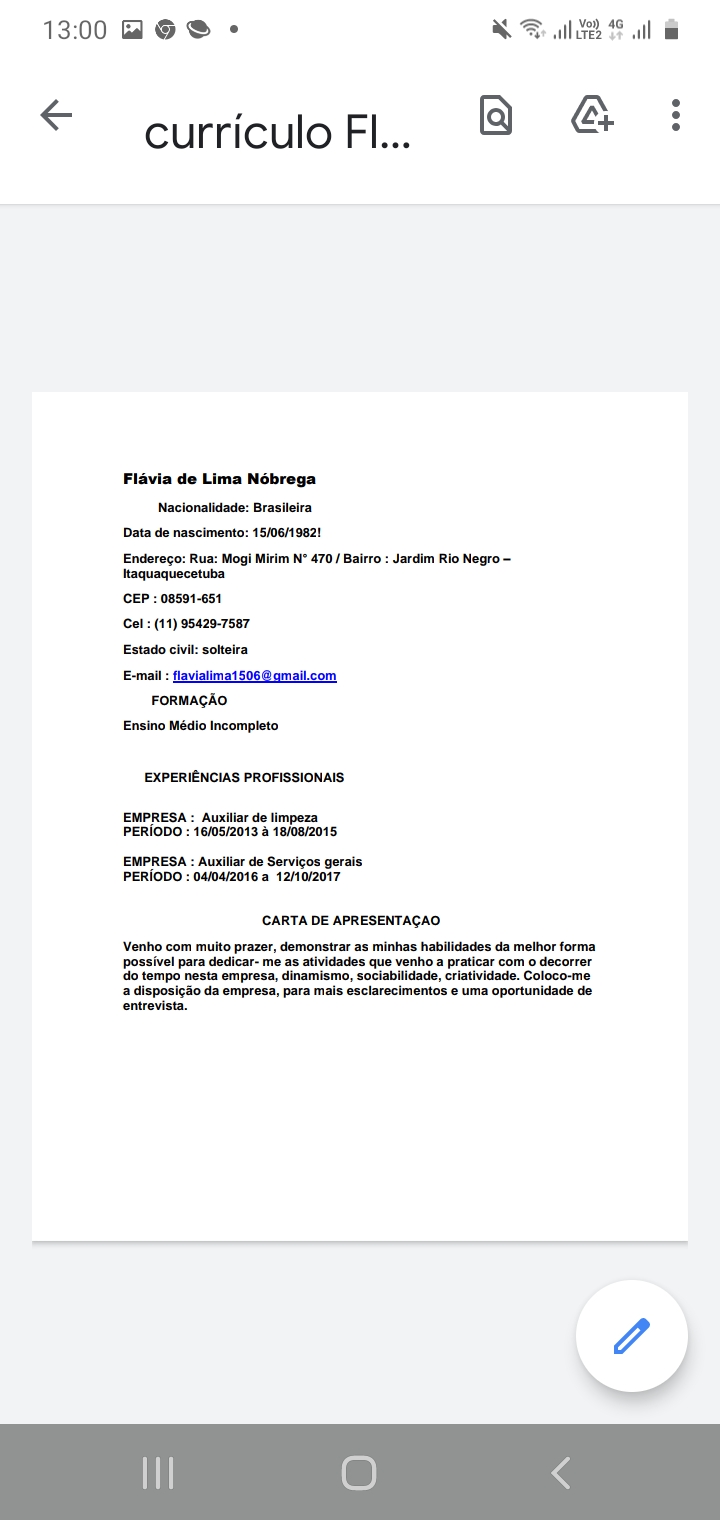 13:00
Vo)) 4G
LTE2
currículo Fl...
Flávia de Lima Nóbrega
Nacionalidade: Brasileira
Data de nascimento: 15/06/1982!
Endereço: Rua: Mogi Mirim N° 470 / Bairro : Jardim Rio Negro –
Itaquaquecetuba
CEP : 08591-651
Cel : (11) 95429-7587
Estado civil: solteira
E-mail : flavialima1506@gmail.com
FORMAÇÃO
Ensino Médio Incompleto
EXPERIÊNCIAS PROFISSIONAIS
EMPRESA :  Auxiliar de limpeza
PERÍODO : 16/05/2013 à 18/08/2015
EMPRESA : Auxiliar de Serviços gerais
PERÍODO : 04/04/2016 a  12/10/2017
CARTA DE APRESENTAÇAO
Venho com muito prazer, demonstrar as minhas habilidades da melhor forma
possível para dedicar- me as atividades que venho a praticar com o decorrer
do tempo nesta empresa, dinamismo, sociabilidade, criatividade. Coloco-me
a disposição da empresa, para mais esclarecimentos e uma oportunidade de
entrevista.